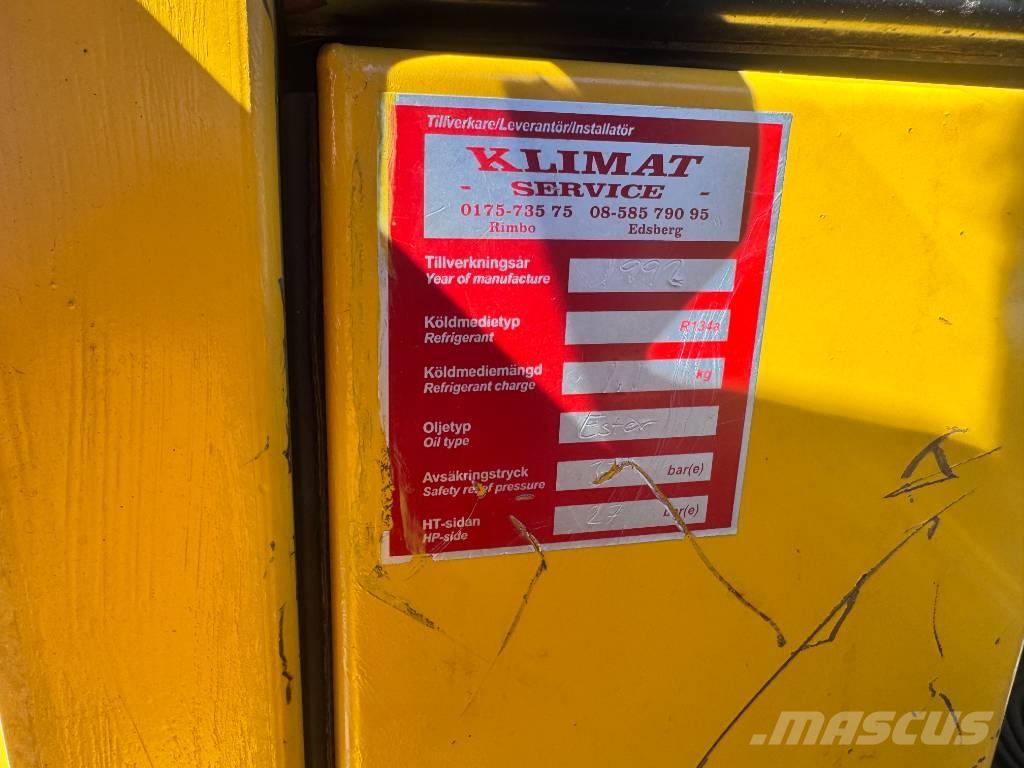 Tillverkare/Leverantör/Installatör
KLIMAT
- SERVICE -
0175-735 75 08-585 790 95
Rimbo Edsberg
Tillverkningsår
Year of manufacture
Köldmedietyp R134a
Refrigerant
Köldmediemängd kg
Refrigerant charge
Oljetyp Ester
Oil type
Avsäkringstryck bar(e)
Safety relief pressure
HT-sidan 27 bar(e)
HP-side
MASCUS